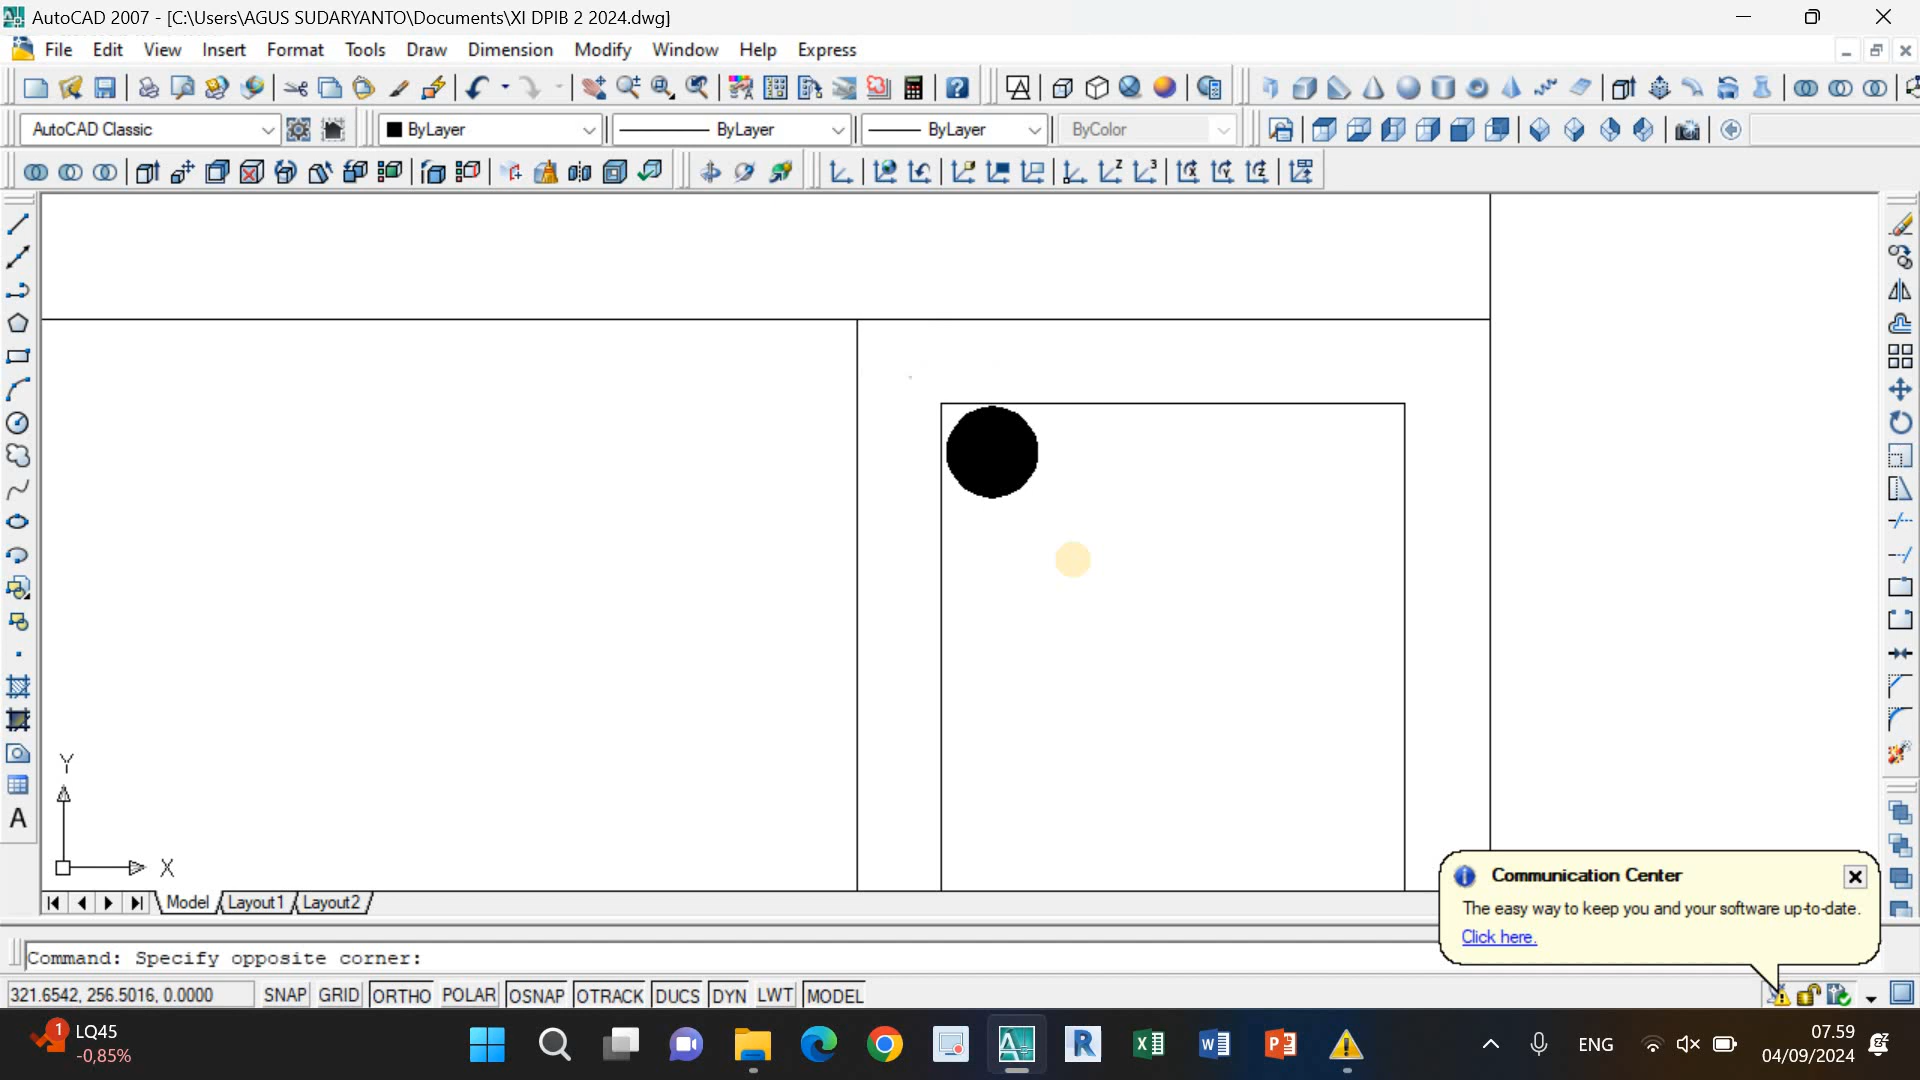 AutoCAD 2007 - [C:\Users\AGUS SUDARYANTO\Documents\XI DPIB 2 2024.dwg]
File Edit View Insert Format Tools Draw Dimension Modify Window Help Express
AutoCAD Classic ByLayer ByLayer ByLayer ByColor
Y
X
A
Model Layout1 Layout2
Communication Center
The easy way to keep you and your software up-to-date.
Click here.
Command: Specify opposite corner:
321.6542, 256.5016, 0.0000 SNAP GRID ORTHO POLAR OSNAP OTRACK DUCS DYN LWT MODEL
1 LQ45
-0,85%
ENG
07.59
04/09/2024